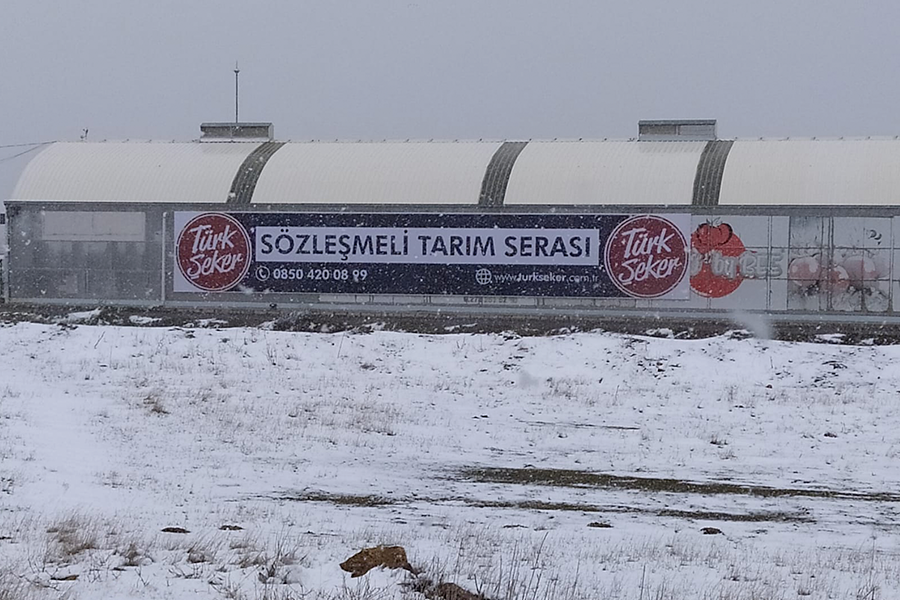 Türk
Şeker
SÖZLEŞMELİ TARIM SERASI
0850 420 08 99
www.turkseker.com.tr
Türk
Şeker